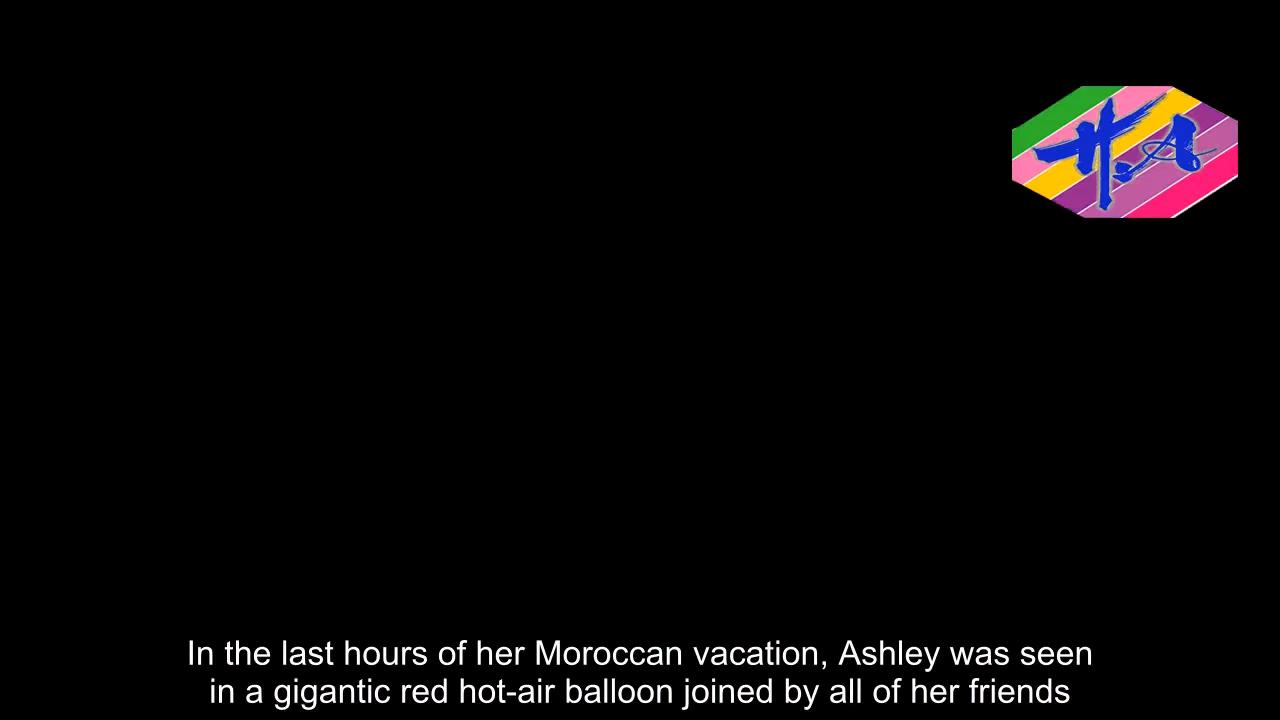 H.A
In the last hours of her Moroccan vacation, Ashley was seen
in a gigantic red hot-air balloon joined by all of her friends